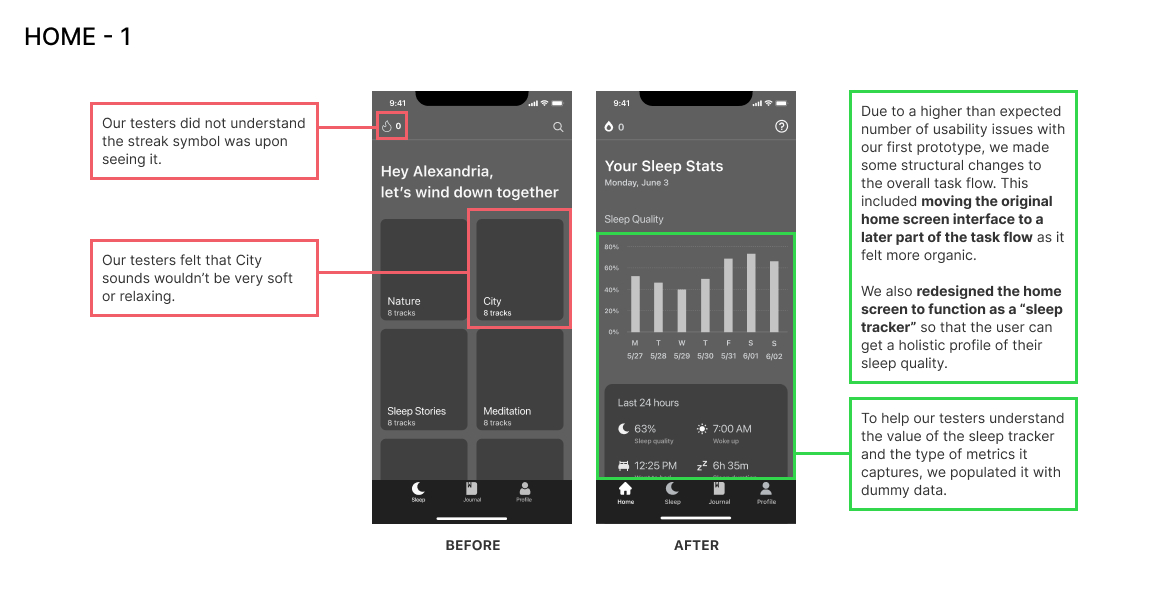 HOME - 1
Our testers did not understand
the streak symbol was upon
seeing it.
Our testers felt that City
sounds wouldn't be very soft
or relaxing.
9:41
0
Hey Alexandria,
let's wind down together
Nature
8 tracks
City
8 tracks
Sleep Stories
8 tracks
Meditation
8 tracks
Sleep
Journal
Profile
BEFORE
9:41
0
?
Your Sleep Stats
Monday, June 3
Sleep Quality
80%
60%
40%
20%
0%
M T W T F S S
5/27 5/28 5/29 5/30 5/31 6/01 6/02
Last 24 hours
63%
Sleep quality
7:00 AM
Woke up
12:25 PM
zZ 6h 35m
Home
Sleep
Journal
Profile
AFTER
Due to a higher than expected
number of usability issues with
our first prototype, we made
some structural changes to
the overall task flow. This
included moving the original
home screen interface to a
later part of the task flow as it
felt more organic.
We also redesigned the home
screen to function as a “sleep
tracker” so that the user can
get a holistic profile of their
sleep quality.
To help our testers understand
the value of the sleep tracker
and the type of metrics it
captures, we populated it with
dummy data.